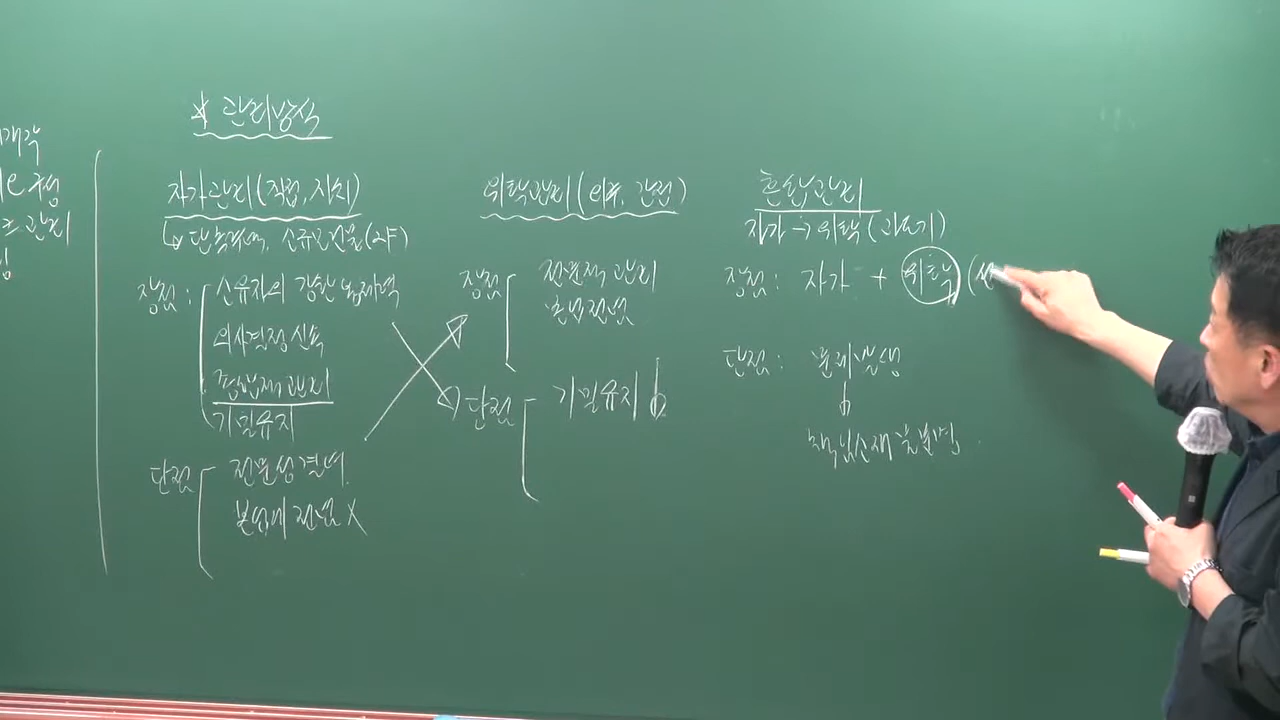 * 관리방식
자가관리(직접, 자치)
↳ 단독주택, 소규모건물(2F)
장점: 소유자의 강한 통제력
의사결정신속
종합적관리
기밀유지
단점 전문성결여
본업에 전념 X
위탁관리(외주, 간접)
장점 전문적관리
본업전념
단점 기밀유지↓
혼합관리
자가→위탁(과도기)
장점: 자가 + 위탁 (
단점: 문제발생
↓
책임소재 불분명
매각
관리